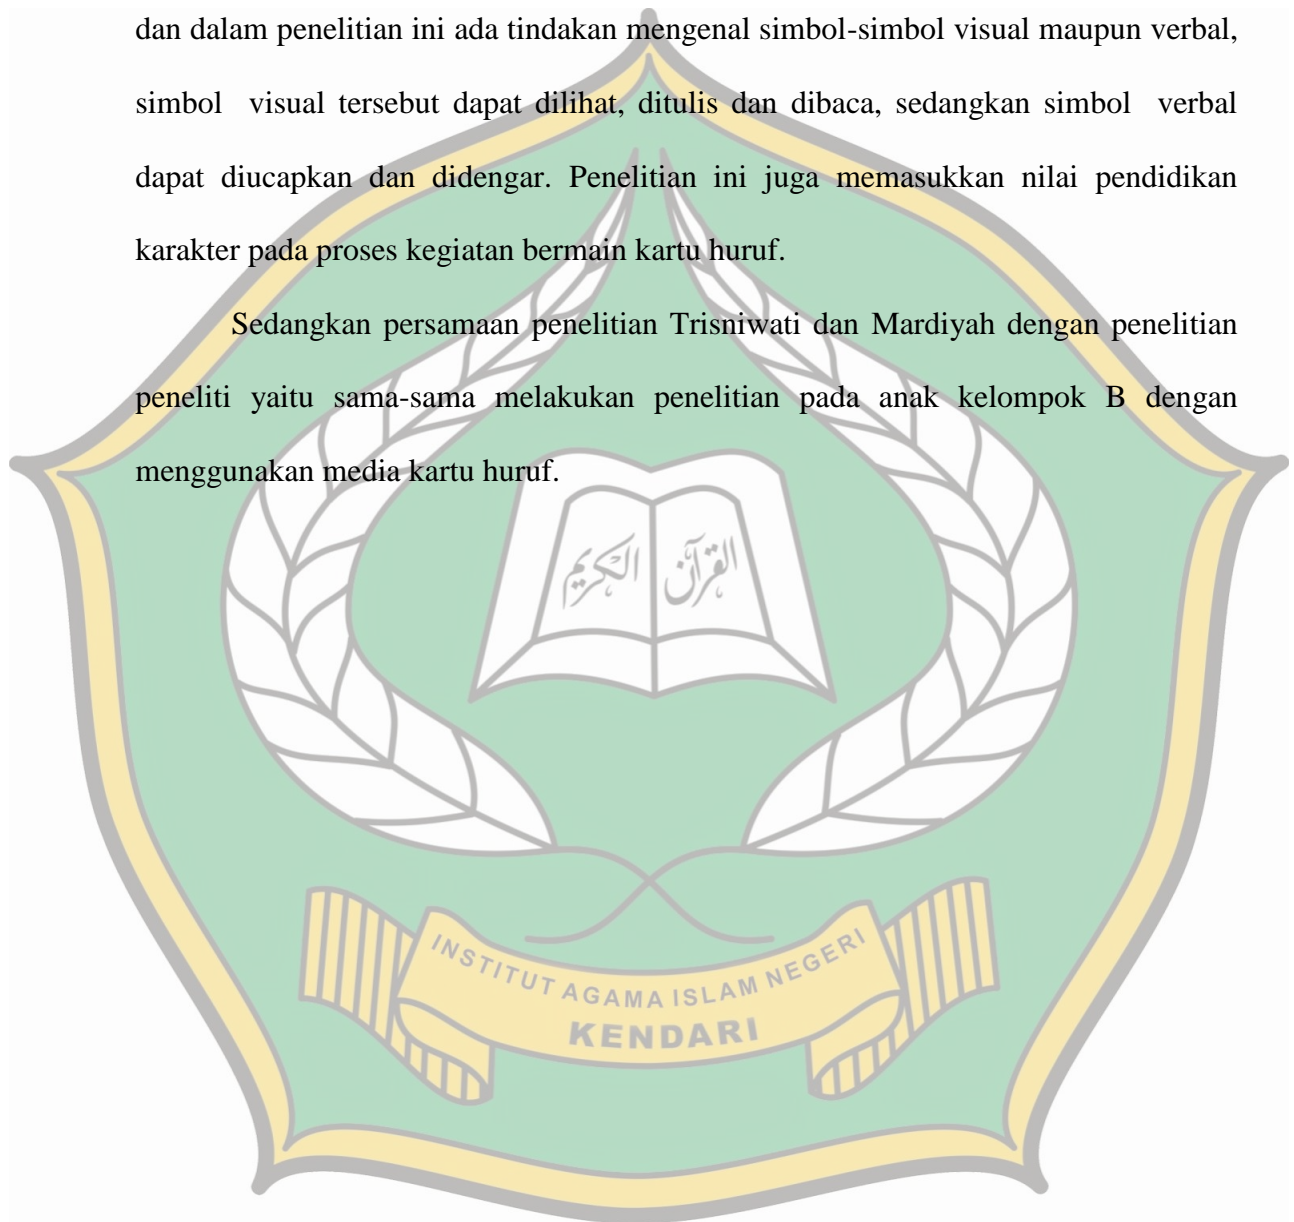 dan dalam penelitian ini ada tindakan mengenal simbol-simbol visual maupun verbal,
simbol visual tersebut dapat dilihat, ditulis dan dibaca, sedangkan simbol verbal
dapat diucapkan dan didengar. Penelitian ini juga memasukkan nilai pendidikan
karakter pada proses kegiatan bermain kartu huruf.
Sedangkan persamaan penelitian Trisniwati dan Mardiyah dengan penelitian
peneliti yaitu sama-sama melakukan penelitian pada anak kelompok B dengan
menggunakan media kartu huruf.
القرآن الكريم
INSTITUT AGAMA ISLAM NEGERI
KENDARI